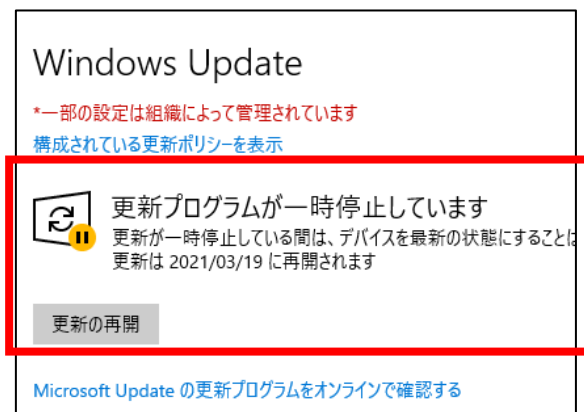 Windows Update
*一部の設定は組織によって管理されています
構成されている更新ポリシーを表示
更新プログラムが一時停止しています
更新が一時停止している間は、デバイスを最新の状態にすることは
更新は 2021/03/19 に再開されます
更新の再開
Microsoft Update の更新プログラムをオンラインで確認する